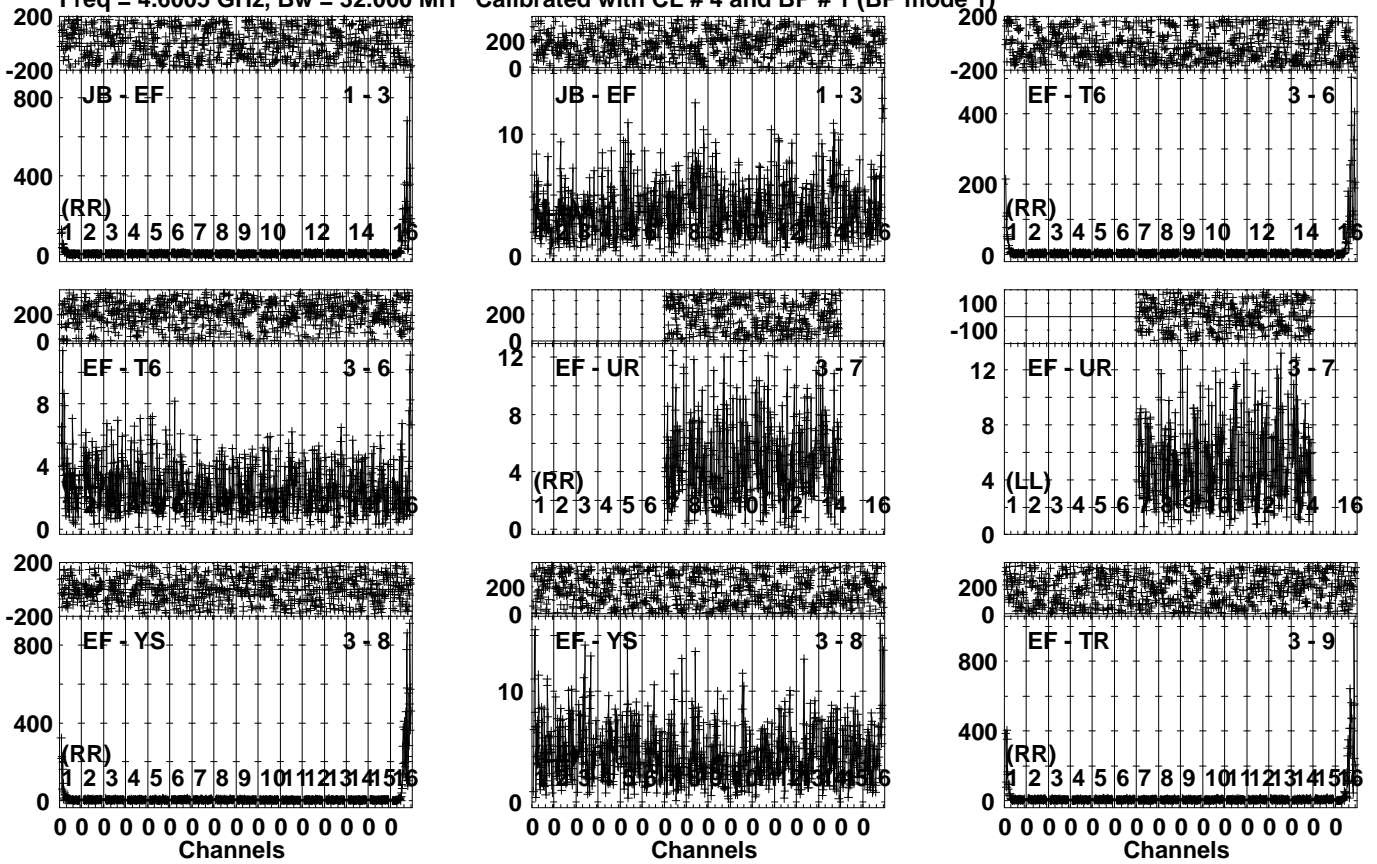 Freq = 4.6005 GHz, Bw = 32.000 MH Calibrated with CL # 4 and BP # 1 (BP mode 1)
200
-200
800
400
0
JB - EF 1 - 3
(RR)
1 2 3 4 5 6 7 8 9 10 12 14 16
200
0
10
0
JB - EF 1 - 3
200
-200
400
200
0
EF - T6 3 - 6
(RR)
1 2 3 4 5 6 7 8 9 10 12 14 16
200
0
8
4
0
EF - T6 3 - 6
200
0
12
8
4
0
EF - UR 3 - 7
(RR)
1 2 3 4 5 6 7 8 9 10 12 14 16
100
-100
12
8
4
0
EF - UR 3 - 7
(LL)
1 2 3 4 5 6 7 8 9 10 12 14 16
200
-200
800
400
0
EF - YS 3 - 8
(RR)
1 2 3 4 5 6 7 8 9 10 11 12 13 14 15 16
0 0 0 0 0 0 0 0 0 0 0 0 0 0 0 0
Channels
200
0
10
0
EF - YS 3 - 8
0 0 0 0 0 0 0 0 0 0 0 0 0 0 0 0
Channels
200
0
800
400
0
EF - TR 3 - 9
(RR)
1 2 3 4 5 6 7 8 9 10 11 12 13 14 15 16
0 0 0 0 0 0 0 0 0 0 0 0 0 0 0 0
Channels